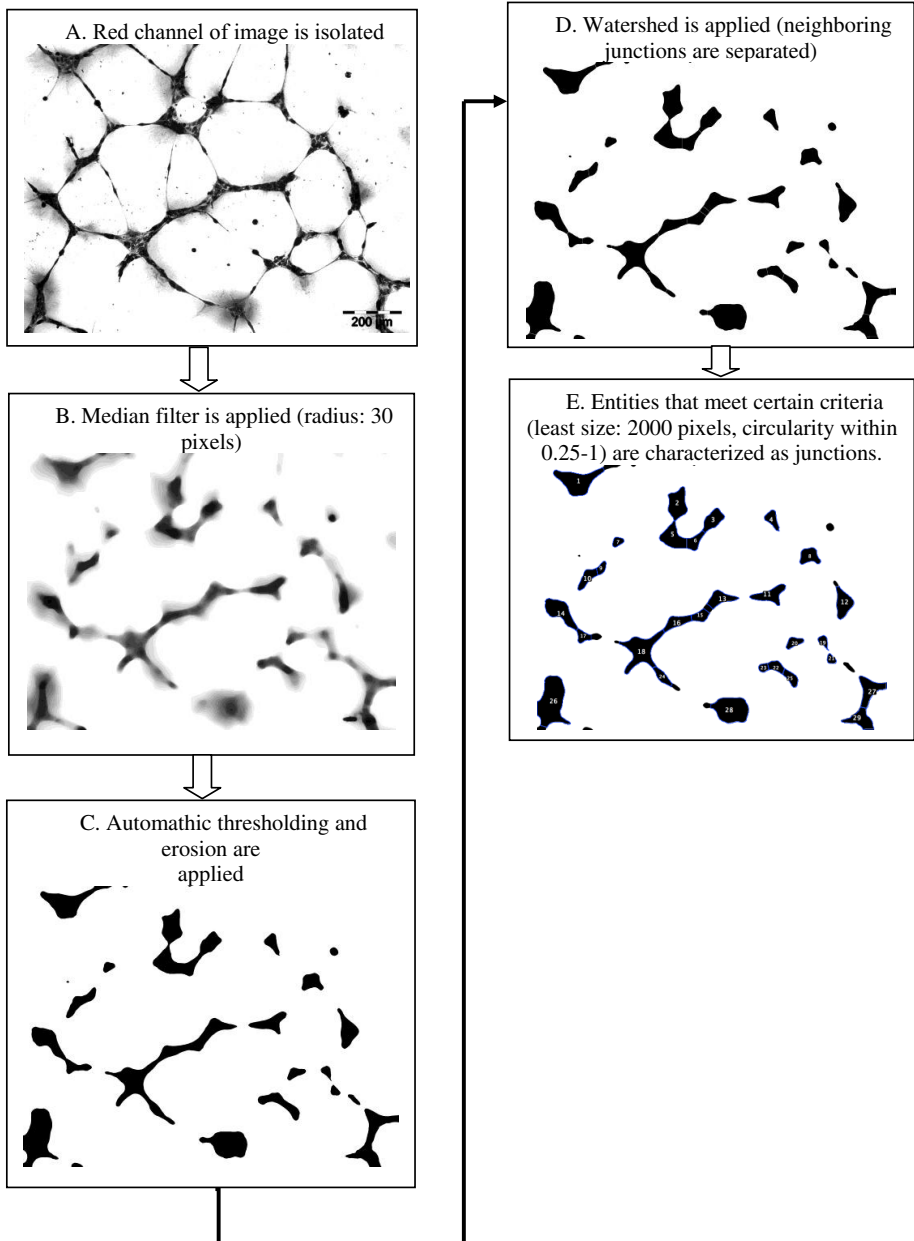 A. Red channel of image is isolated
200 µm
B. Median filter is applied (radius: 30
pixels)
C. Automathic thresholding and
erosion are
applied
D. Watershed is applied (neighboring
junctions are separated)
E. Entities that meet certain criteria
(least size: 2000 pixels, circularity within
0.25-1) are characterized as junctions.
1
2
3
4
5
6
7
8
10
11
12
13
14
15
16
17
18
19
20
22
24
25
26
27
28
29